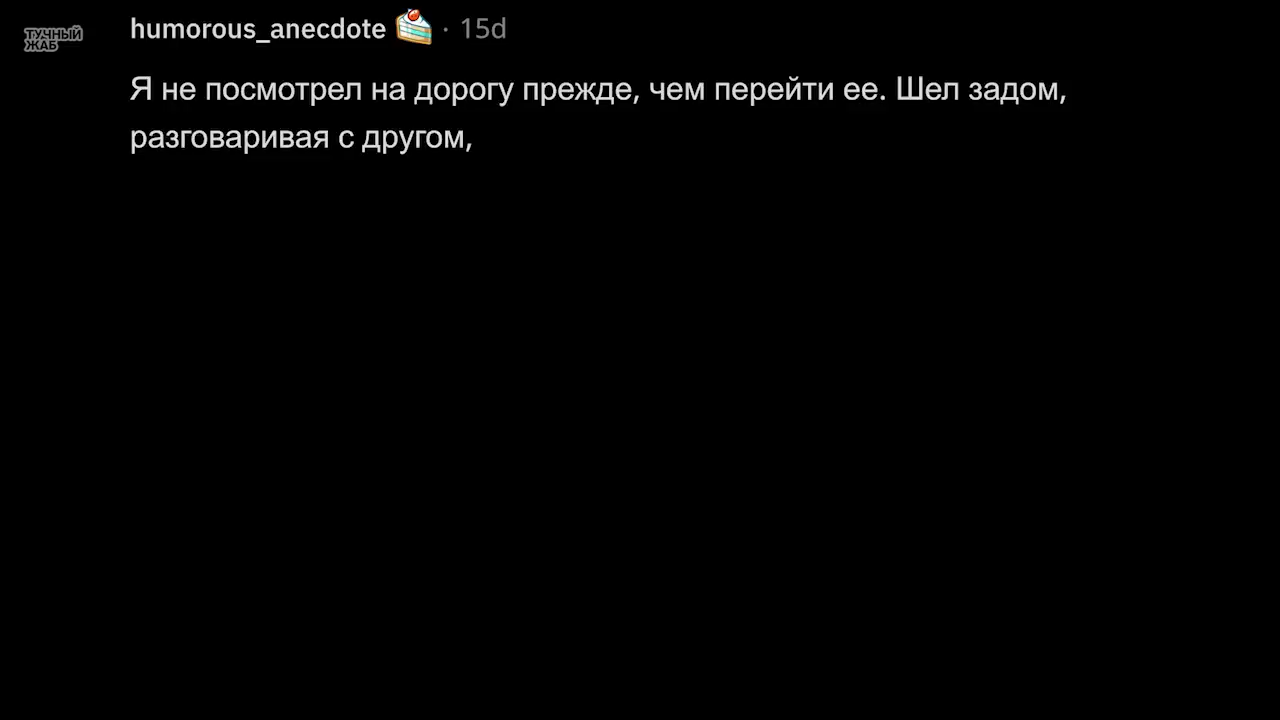 ТУЧНЫЙ
ЖАБ
humorous_anecdote · 15d
Я не посмотрел на дорогу прежде, чем перейти ее. Шел задом,
разговаривая с другом,